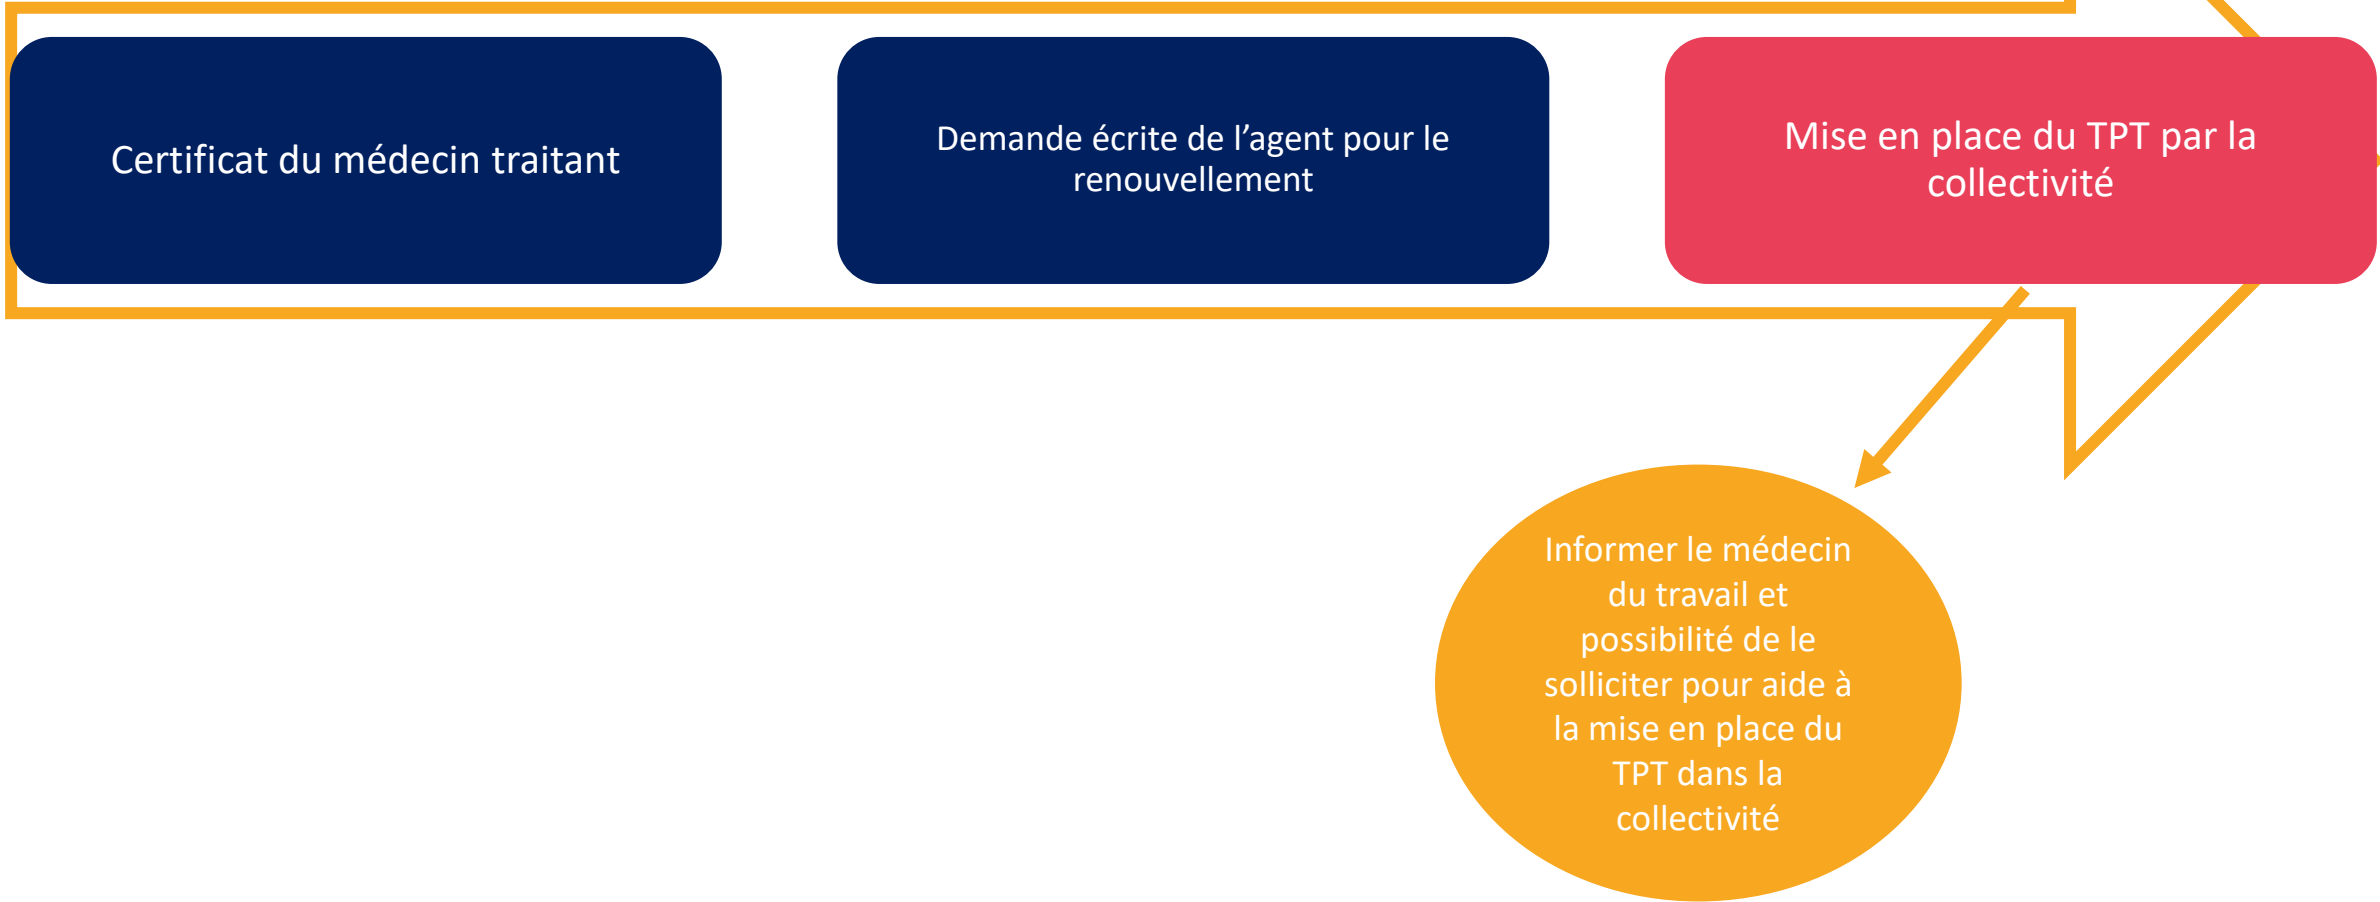 Certificat du médecin traitant
Demande écrite de l’agent pour le
renouvellement
Mise en place du TPT par la
collectivité
Informer le médecin
du travail et
possibilité de le
solliciter pour aide à
la mise en place du
TPT dans la
collectivité